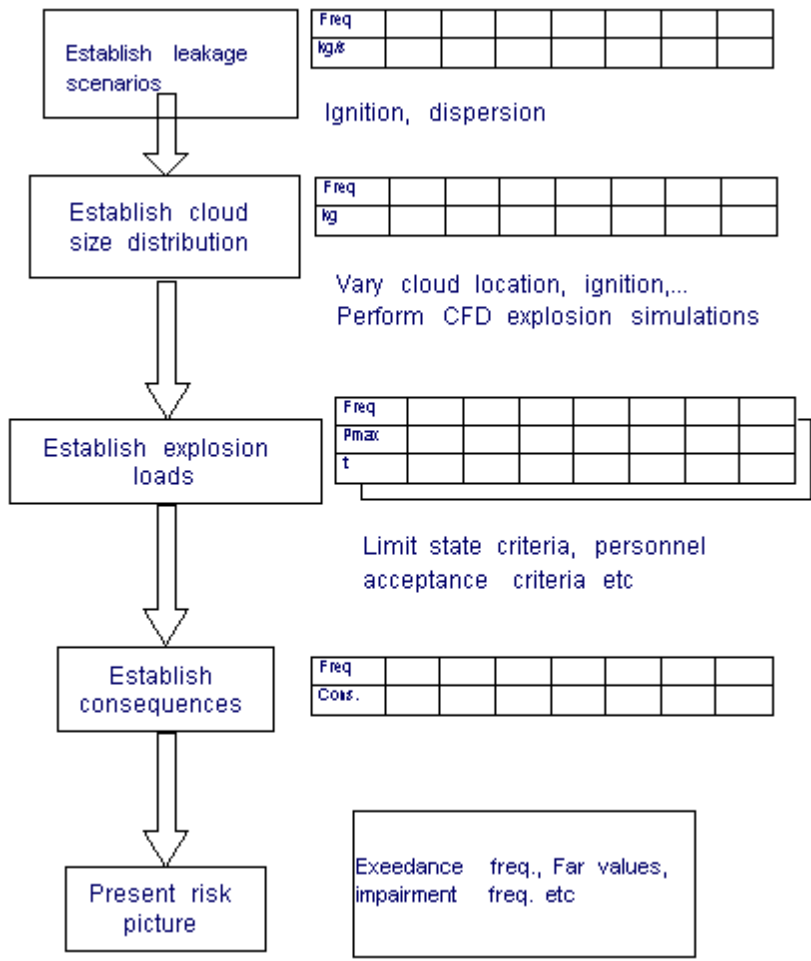 Establish leakage
scenarios
Freq
kg/s
Ignition, dispersion
Establish cloud
size distribution
Freq
kg
Vary cloud location, ignition,...
Perform CFD explosion simulations
Establish explosion
loads
Freq
Pmax
t
Limit state criteria, personnel
acceptance criteria etc
Establish
consequences
Freq
Cons.
Present risk
picture
Exeedance freq., Far values,
impairment freq. etc